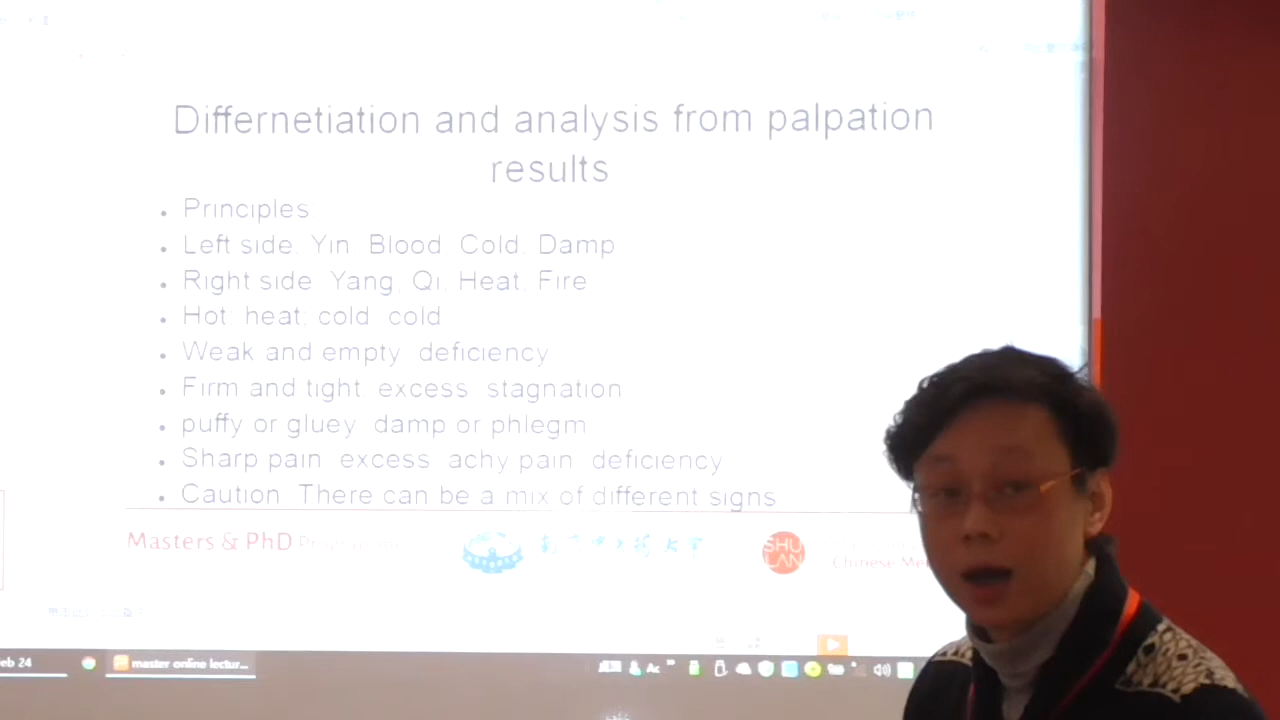 Differnetiation and analysis from palpation
results
Principles
Left side: Yin Blood Cold, Damp
Right side Yang, Qi, Heat, Fire
Hot: heat, cold cold
Weak and empty deficiency
Firm and tight: excess stagnation
puffy or gluey damp or phlegm
Sharp pain excess achy pain deficiency
Caution There can be a mix of different signs
Masters & PhD
SHU
LAN
Chinese
eb 24
master online lectur...